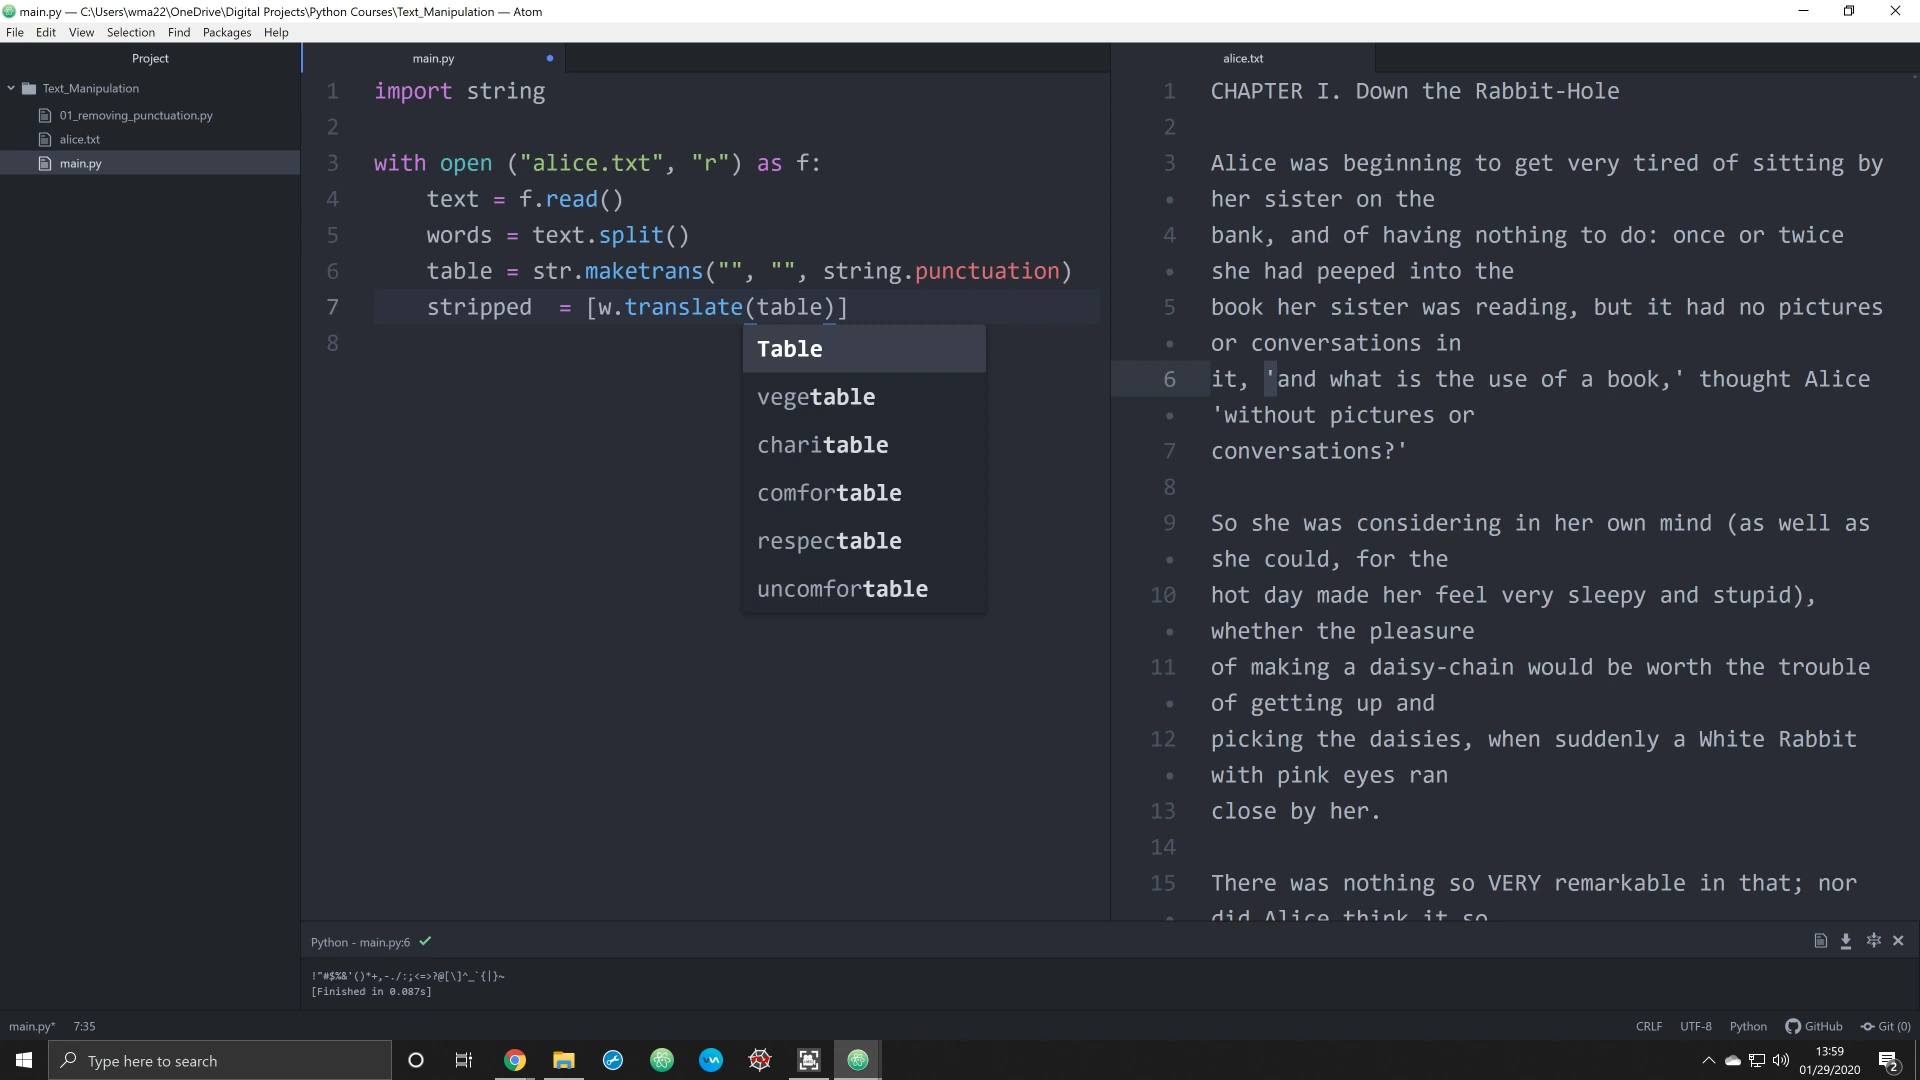 main.py — C:\Users\wma22\OneDrive\Digital Projects\Python Courses\Text_Manipulation — Atom
File Edit View Selection Find Packages Help
Project
Text_Manipulation
01_removing_punctuation.py
alice.txt
main.py
main.py
1 import string
2
3 with open ("alice.txt", "r") as f:
4 text = f.read()
5 words = text.split()
6 table = str.maketrans("", "", string.punctuation)
7 stripped  = [w.translate(table)]
8
Table
vegetable
charitable
comfortable
respectable
uncomfortable
alice.txt
1 CHAPTER I. Down the Rabbit-Hole
2
3 Alice was beginning to get very tired of sitting by
• her sister on the
4 bank, and of having nothing to do: once or twice
• she had peeped into the
5 book her sister was reading, but it had no pictures
• or conversations in
6 it, 'and what is the use of a book,' thought Alice
• 'without pictures or
7 conversations?'
8
9 So she was considering in her own mind (as well as
• she could, for the
10 hot day made her feel very sleepy and stupid),
• whether the pleasure
11 of making a daisy-chain would be worth the trouble
• of getting up and
12 picking the daisies, when suddenly a White Rabbit
• with pink eyes ran
13 close by her.
14
15 There was nothing so VERY remarkable in that; nor
• did Alice think it so
Python - main.py:6
!"#$%&'()*+,-./:;<=>?@[\]^_`{|}~
[Finished in 0.087s]
main.py* 7:35
CRLF UTF-8 Python GitHub Git (0)
Type here to search
13:59
01/29/2020
2